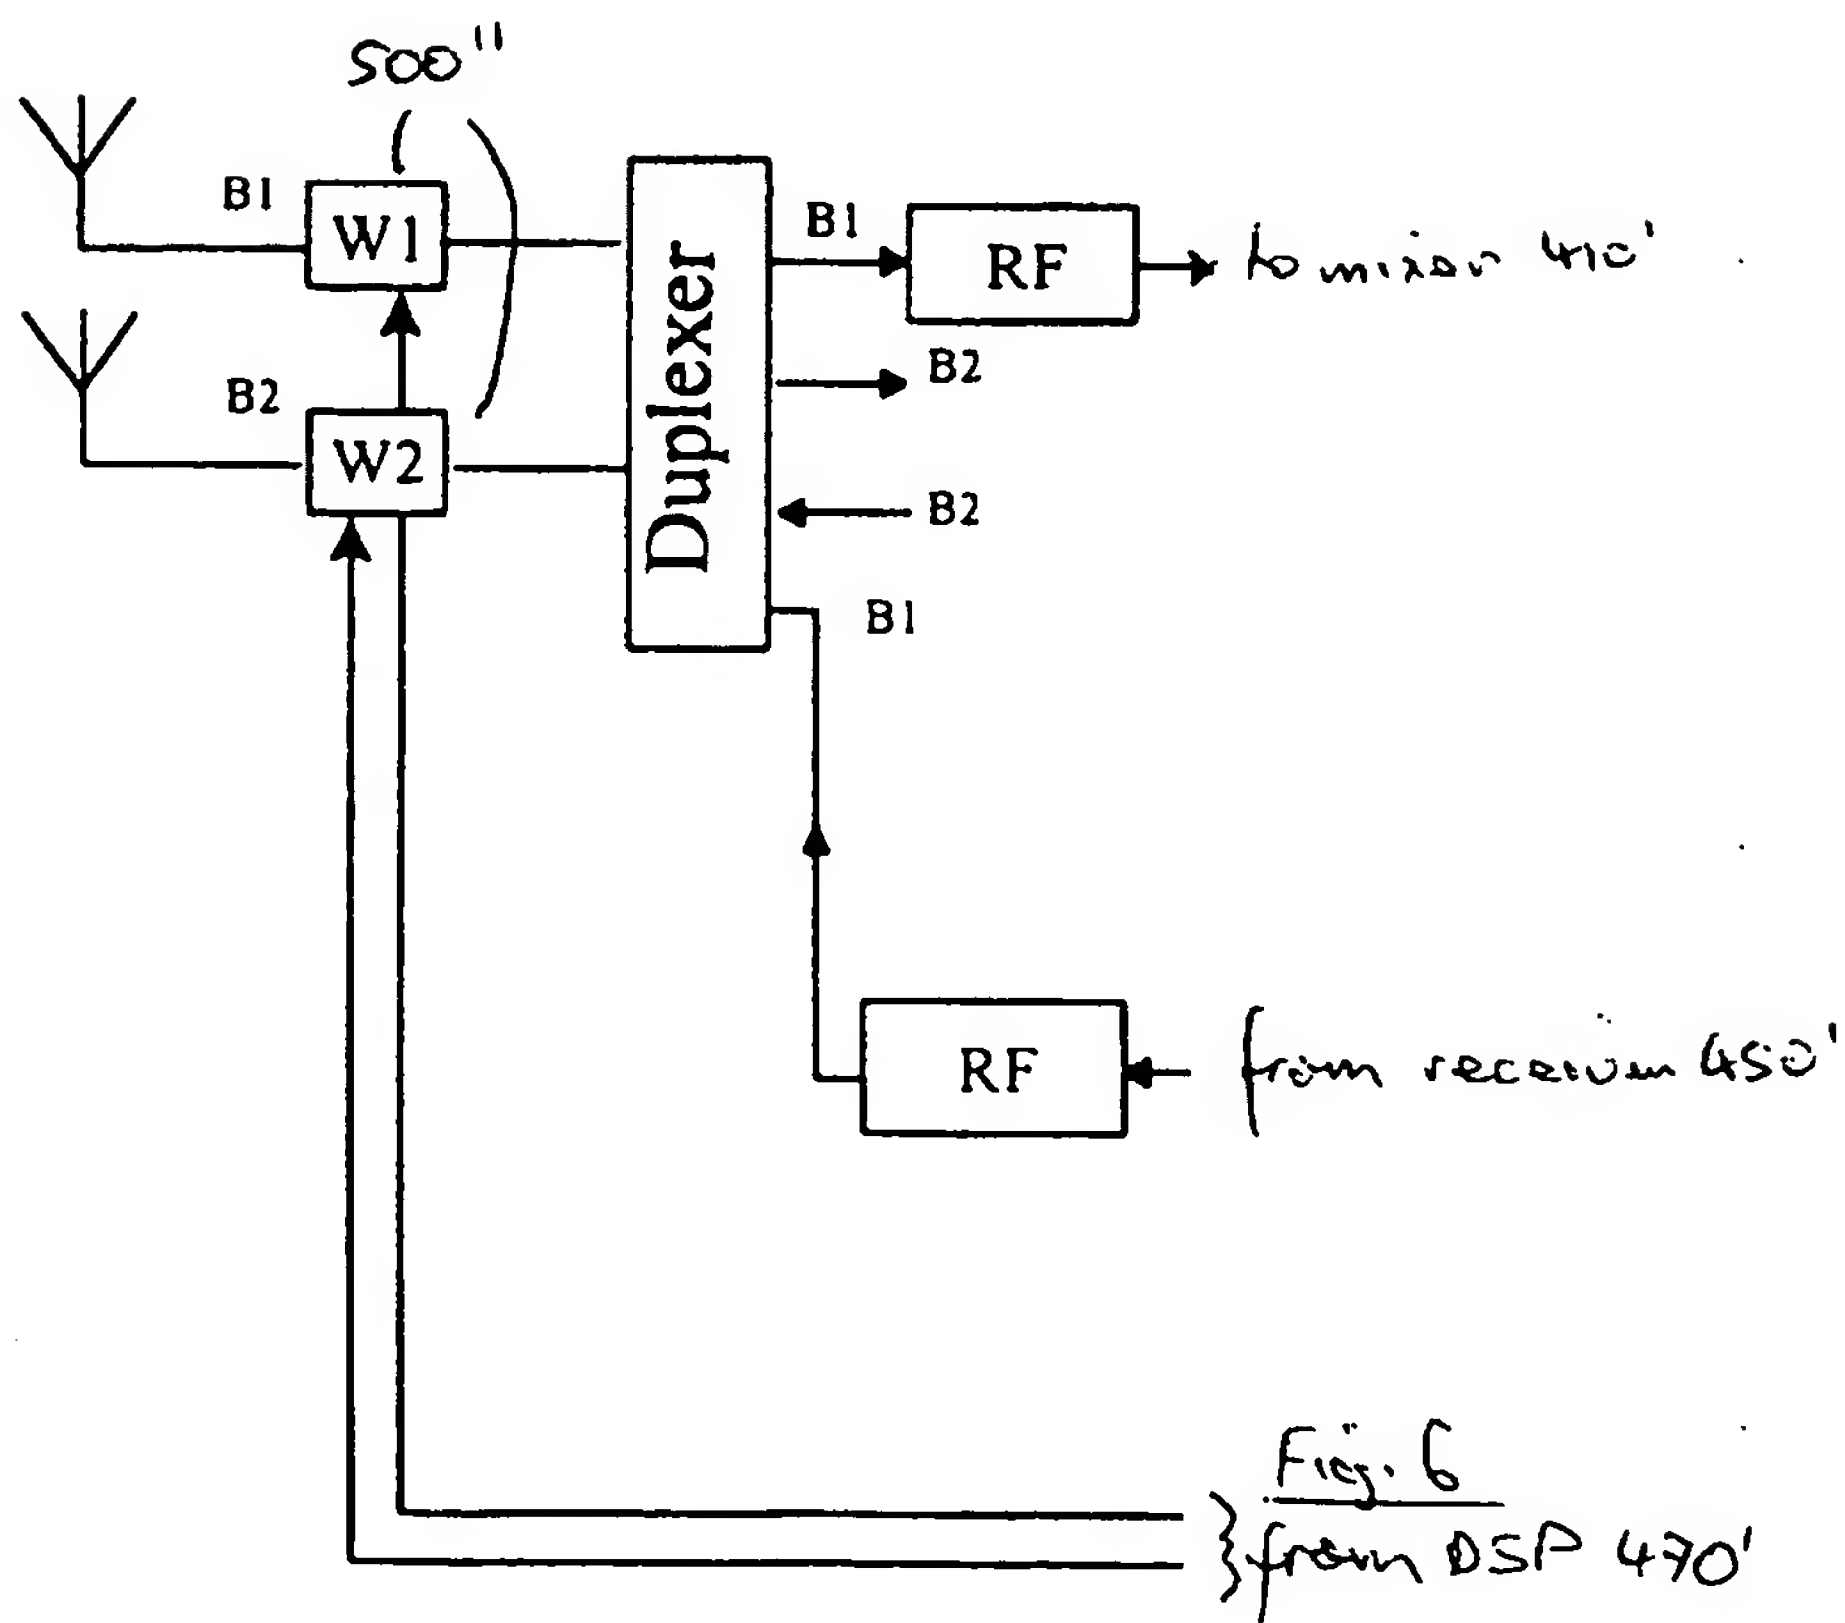 500"
B1
W1
B1
RF
to mixer 410'
B2
W2
Duplexer
B2
B2
B1
RF
from receiver 450'
Fig. 6
from DSP 470'